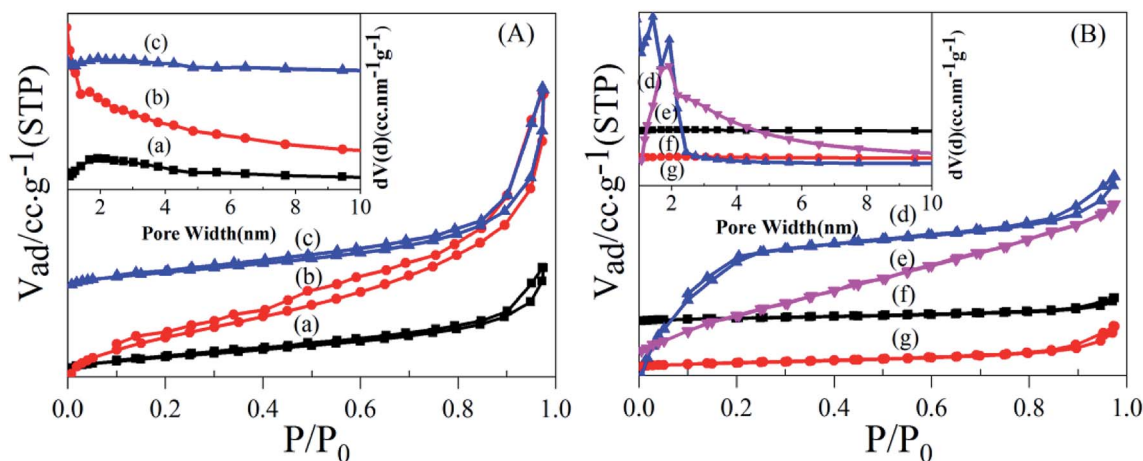 (A)
(c)
(b)
(a)
2 4 6 8 10
Pore Width(nm)
dV(d)(cc.nm⁻¹g⁻¹)
(c)
(b)
(a)
0.0 0.2 0.4 0.6 0.8 1.0
P/P₀
Vad/cc·g⁻¹(STP)
(B)
(d)
(e)
(f)
(g)
2 4 6 8 10
Pore Width(nm)
dV(d)(cc.nm⁻¹g⁻¹)
(d)
(e)
(f)
(g)
0.0 0.2 0.4 0.6 0.8 1.0
P/P₀
Vad/cc·g⁻¹(STP)